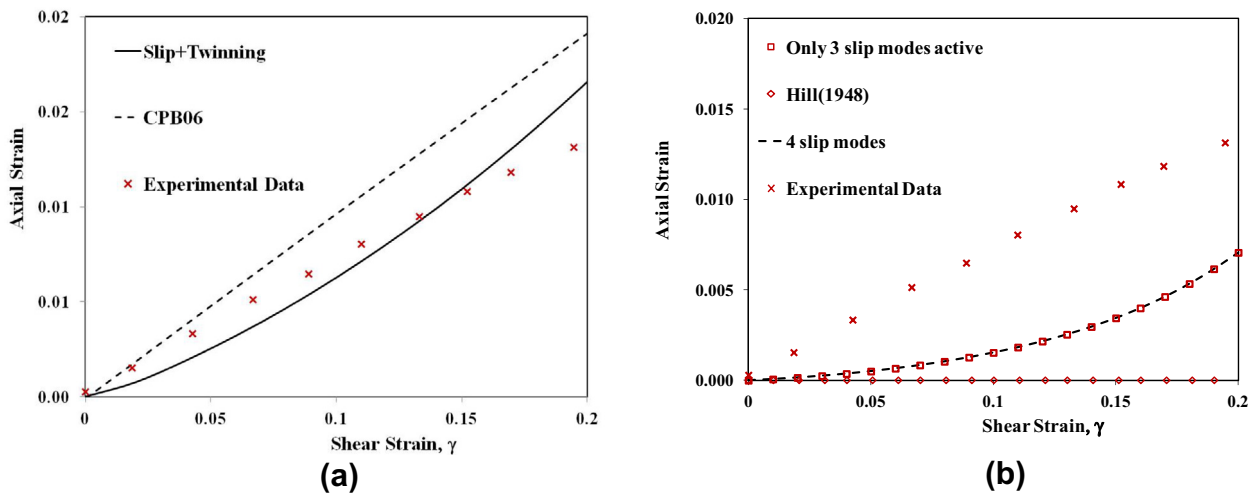 0.02
0.02
0.01
0.01
0.00
Axial Strain
Slip+Twinning
CPB06
Experimental Data
0
0.05
0.1
0.15
0.2
Shear Strain, γ
(a)
0.020
0.015
0.010
0.005
0.000
Axial Strain
Only 3 slip modes active
Hill(1948)
4 slip modes
Experimental Data
0
0.05
0.1
0.15
0.2
Shear Strain, γ
(b)